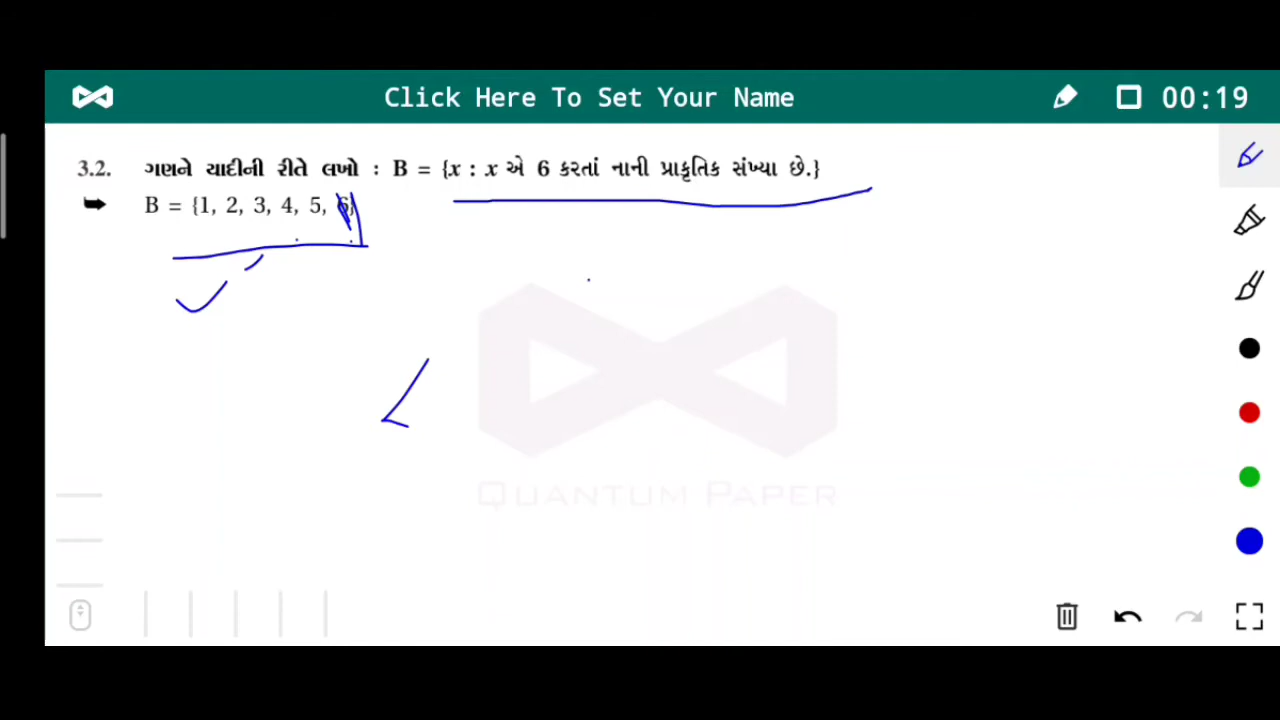 Click Here To Set Your Name
00:19
3.2. ગણને યાદીની રીતે લખો : B = {x : x એ 6 કરતાં નાની પ્રાકૃતિક સંખ્યા છે.}
➥ B = {1, 2, 3, 4, 5, 6}
QUANTUM PAPER